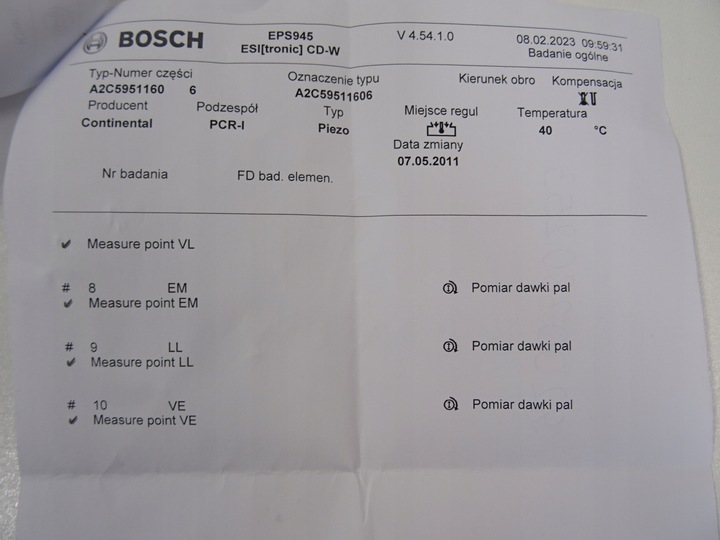 BOSCH EPS945 V 4.54.1.0 08.02.2023 09:59:31
ESI[tronic] CD-W Badanie ogólne
Typ-Numer części Oznaczenie typu Kierunek obro Kompensacja
A2C5951160 6 A2C59511606
Producent Podzespół Typ Miejsce regul Temperatura
Continental PCR-I Piezo 40 °C
Data zmiany
07.05.2011
Nr badania FD bad. elemen.
Measure point VL
# 8 EM Pomiar dawki pal
Measure point EM
# 9 LL Pomiar dawki pal
Measure point LL
# 10 VE Pomiar dawki pal
Measure point VE